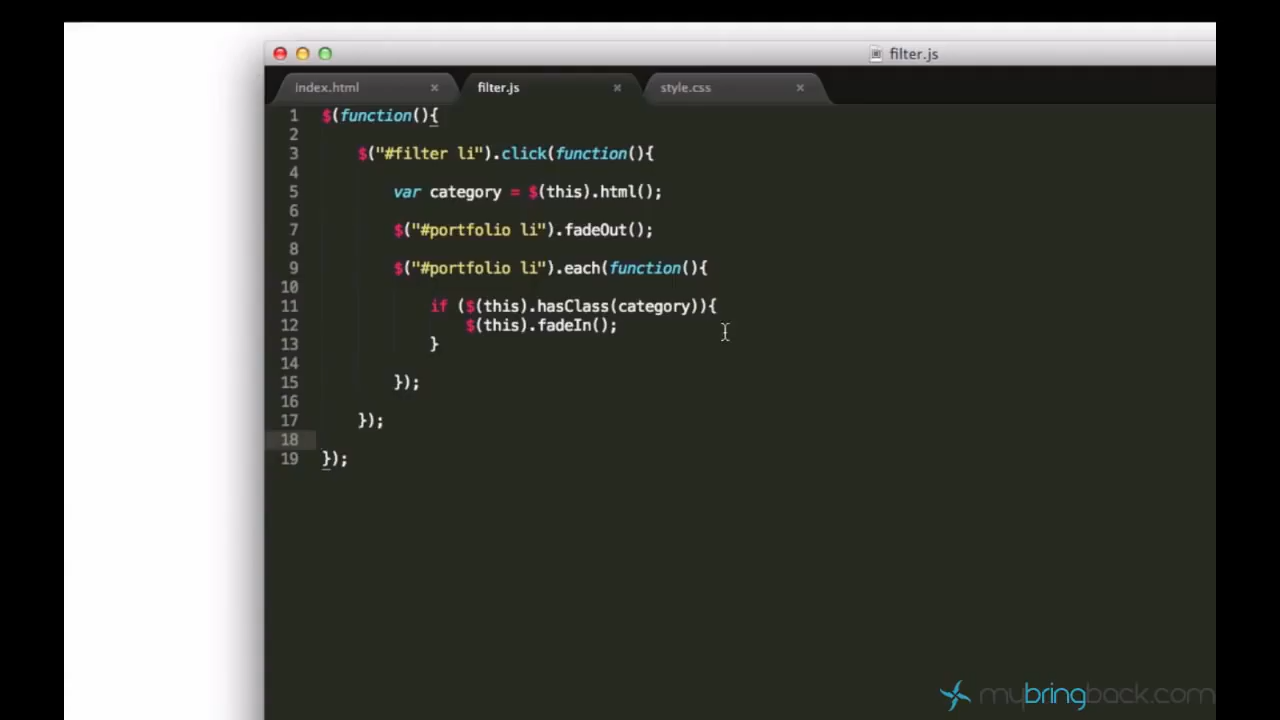 filter.js
index.html × filter.js × style.css ×
1 $(function(){
2
3 $("#filter li").click(function(){
4
5 var category = $(this).html();
6
7 $("#portfolio li").fadeOut();
8
9 $("#portfolio li").each(function(){
10
11 if ($(this).hasClass(category)){
12 $(this).fadeIn();
13 }
14
15 });
16
17 });
18
19 });
mybringback.com